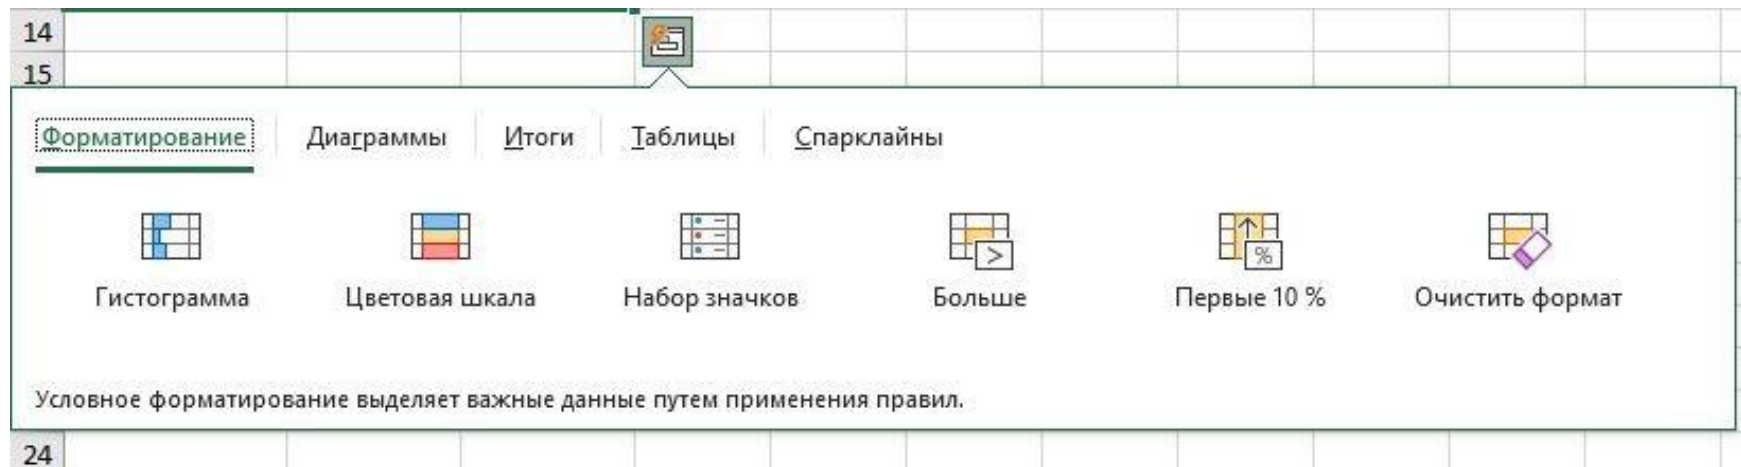 14
15
Форматирование Диаграммы Итоги Таблицы Спарклайны
> %
Гистограмма Цветовая шкала Набор значков Больше Первые 10 % Очистить формат
Условное форматирование выделяет важные данные путем применения правил.
24